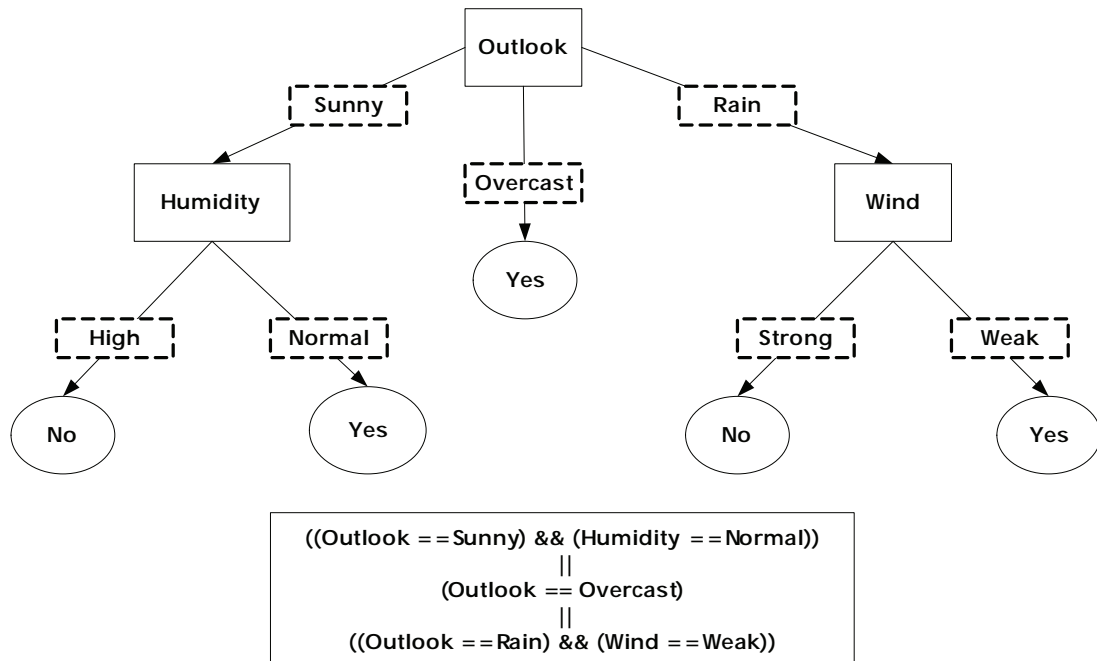 Outlook
Sunny
Rain
Overcast
Humidity
Wind
Yes
High
Normal
Strong
Weak
No
Yes
No
Yes
((Outlook ==Sunny) && (Humidity ==Normal))
||
(Outlook == Overcast)
||
((Outlook ==Rain) && (Wind ==Weak))